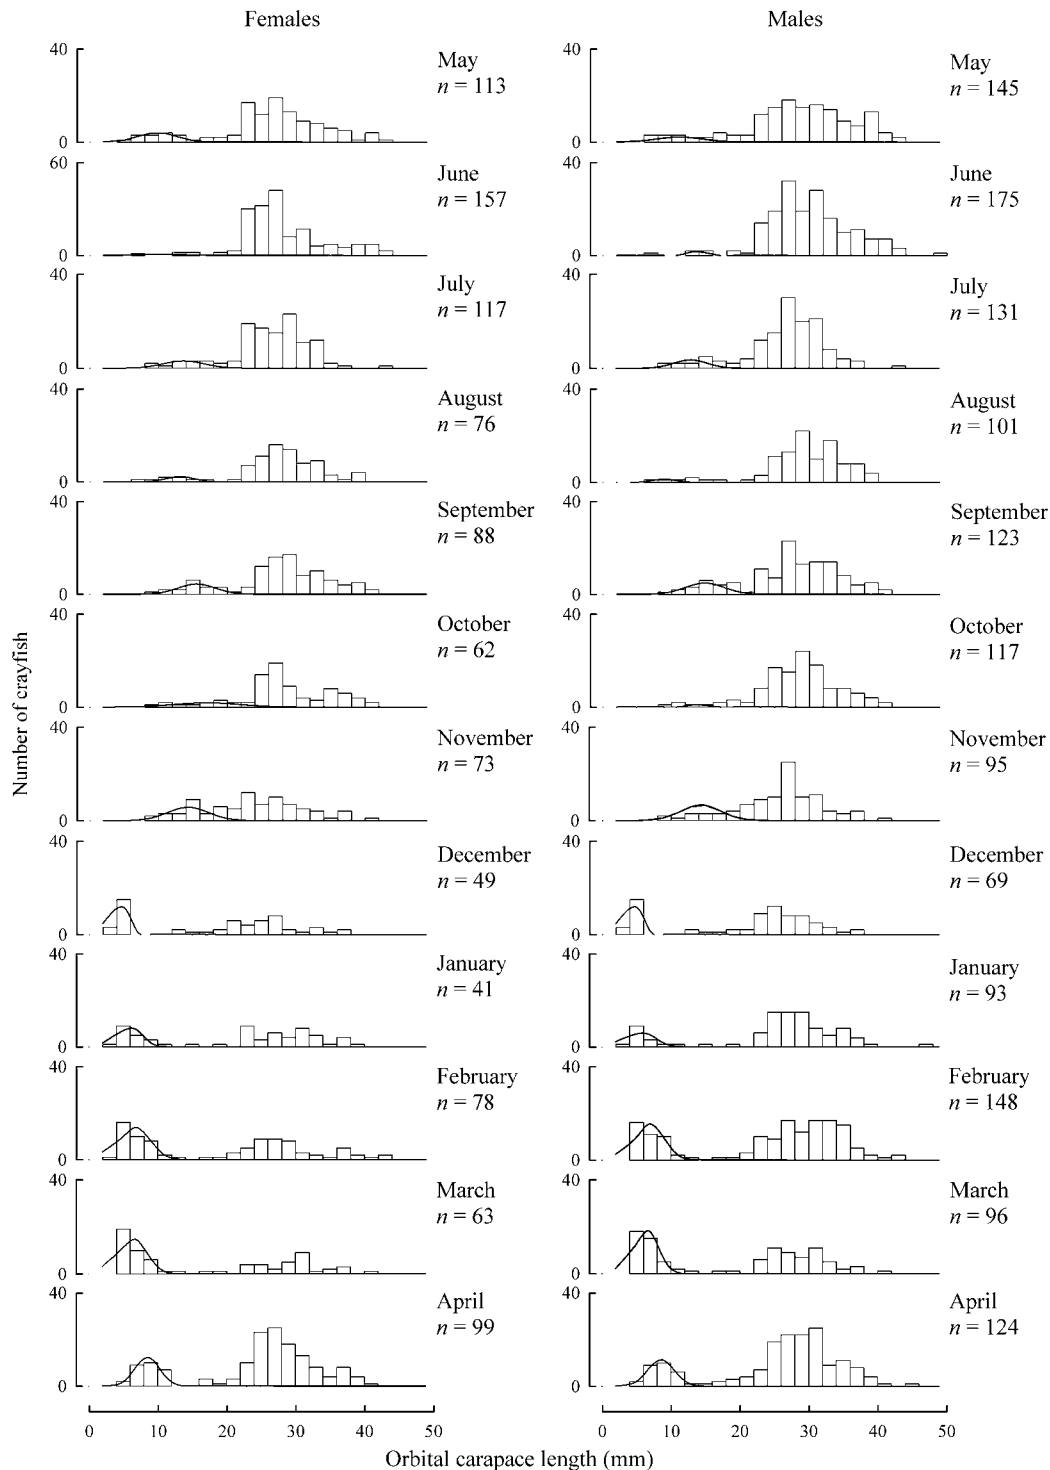 Females Males
40
May
n = 113
0
40
May
n = 145
0
60
June
n = 157
0
40
June
n = 175
0
40
July
n = 117
0
40
July
n = 131
0
40
August
n = 76
0
40
August
n = 101
0
40
September
n = 88
0
40
September
n = 123
0
40
October
n = 62
0
40
October
n = 117
0
40
November
n = 73
0
40
November
n = 95
0
40
December
n = 49
0
40
December
n = 69
0
40
January
n = 41
0
40
January
n = 93
0
40
February
n = 78
0
40
February
n = 148
0
40
March
n = 63
0
40
March
n = 96
0
40
April
n = 99
0
40
April
n = 124
0
0 10 20 30 40 50
0 10 20 30 40 50
Number of crayfish
Orbital carapace length (mm)